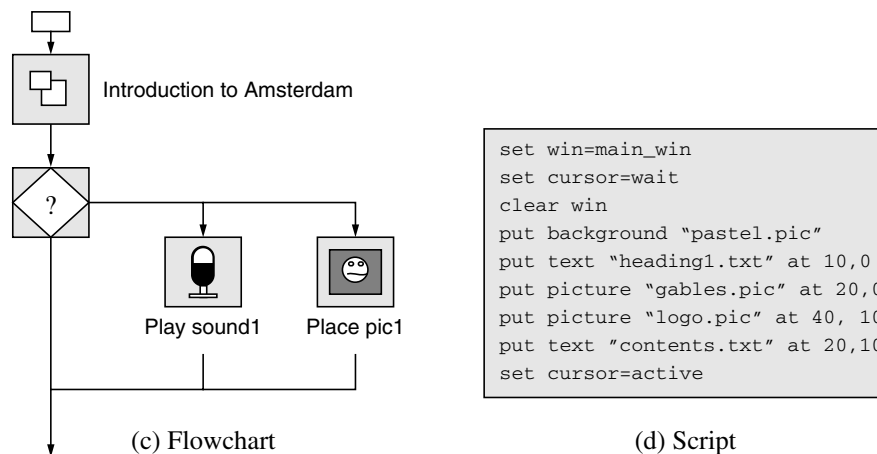 Introduction to Amsterdam
?
Play sound1
Place pic1
(c) Flowchart
set win=main_win
set cursor=wait
clear win
put background “pastel.pic”
put text “heading1.txt” at 10,0
put picture “gables.pic” at 20,0
put picture “logo.pic” at 40, 10
put text ”contents.txt” at 20,10
set cursor=active
(d) Script